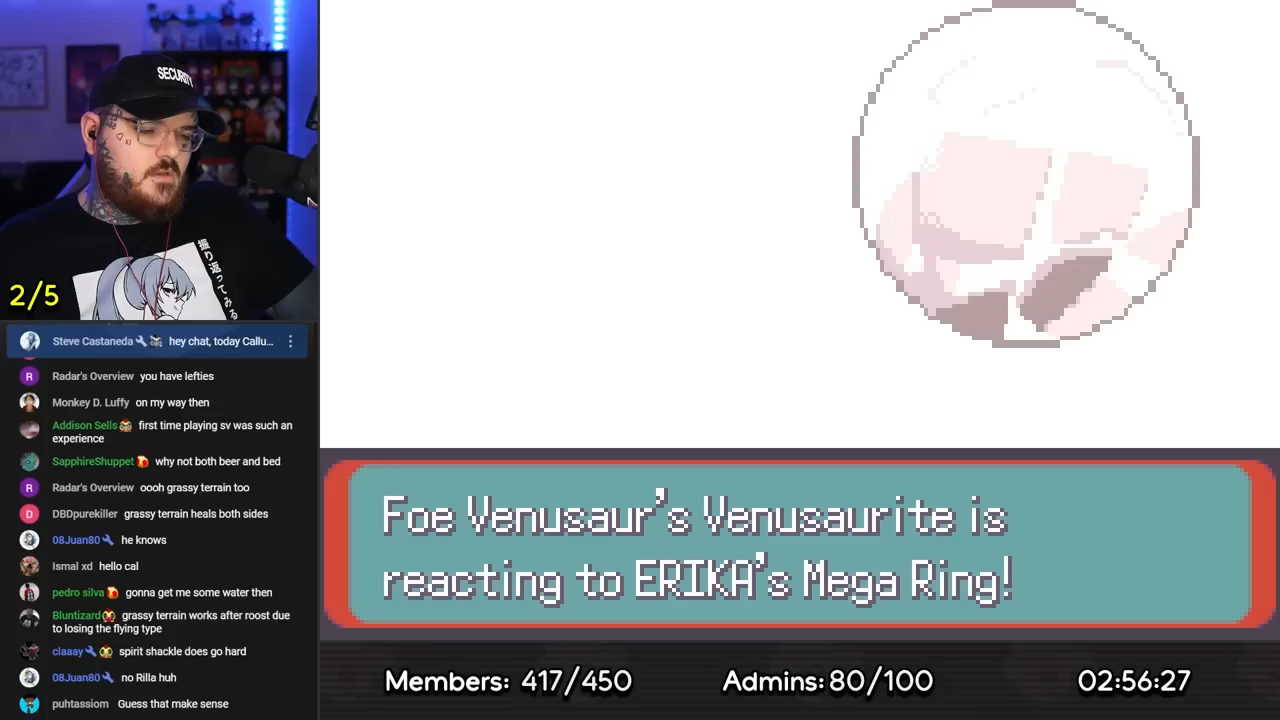 SECURITY
2/5
Steve Castaneda hey chat, today Callu...
Radar's Overview you have lefties
Monkey D. Luffy on my way then
Addison Sells first time playing sv was such an
experience
SapphireShuppet why not both beer and bed
Radar's Overview oooh grassy terrain too
DBDpurekiller grassy terrain heals both sides
08Juan80 he knows
Ismal xd hello cal
pedro silva gonna get me some water then
Bluntizard grassy terrain works after roost due
to losing the flying type
claaay spirit shackle does go hard
08Juan80 no Rilla huh
puhtassiom Guess that make sense
Foe Venusaur's Venusaurite is
reacting to ERIKA's Mega Ring!
Members: 417/450 Admins: 80/100 02:56:27